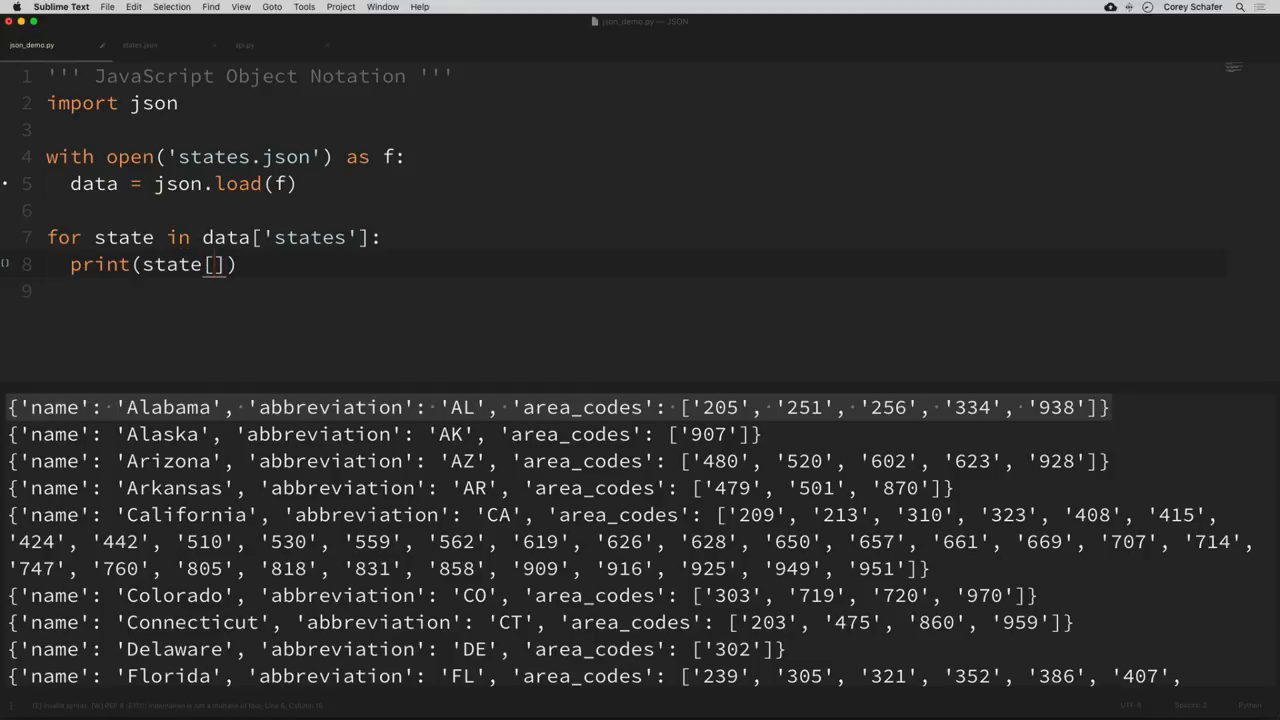 Sublime Text File Edit Selection Find View Goto Tools Project Window Help Corey Schafer
json_demo.py — JSON
json_demo.py states.json api.py
1 ''' JavaScript Object Notation '''
2 import json
3
4 with open('states.json') as f:
5 data = json.load(f)
6
7 for state in data['states']:
8 print(state[])
9
{'name': 'Alabama', 'abbreviation': 'AL', 'area_codes': ['205', '251', '256', '334', '938']}
{'name': 'Alaska', 'abbreviation': 'AK', 'area_codes': ['907']}
{'name': 'Arizona', 'abbreviation': 'AZ', 'area_codes': ['480', '520', '602', '623', '928']}
{'name': 'Arkansas', 'abbreviation': 'AR', 'area_codes': ['479', '501', '870']}
{'name': 'California', 'abbreviation': 'CA', 'area_codes': ['209', '213', '310', '323', '408', '415',
'424', '442', '510', '530', '559', '562', '619', '626', '628', '650', '657', '661', '669', '707', '714',
'747', '760', '805', '818', '831', '858', '909', '916', '925', '949', '951']}
{'name': 'Colorado', 'abbreviation': 'CO', 'area_codes': ['303', '719', '720', '970']}
{'name': 'Connecticut', 'abbreviation': 'CT', 'area_codes': ['203', '475', '860', '959']}
{'name': 'Delaware', 'abbreviation': 'DE', 'area_codes': ['302']}
{'name': 'Florida', 'abbreviation': 'FL', 'area_codes': ['239', '305', '321', '352', '386', '407',
UTF-8 Spaces: 2 Python